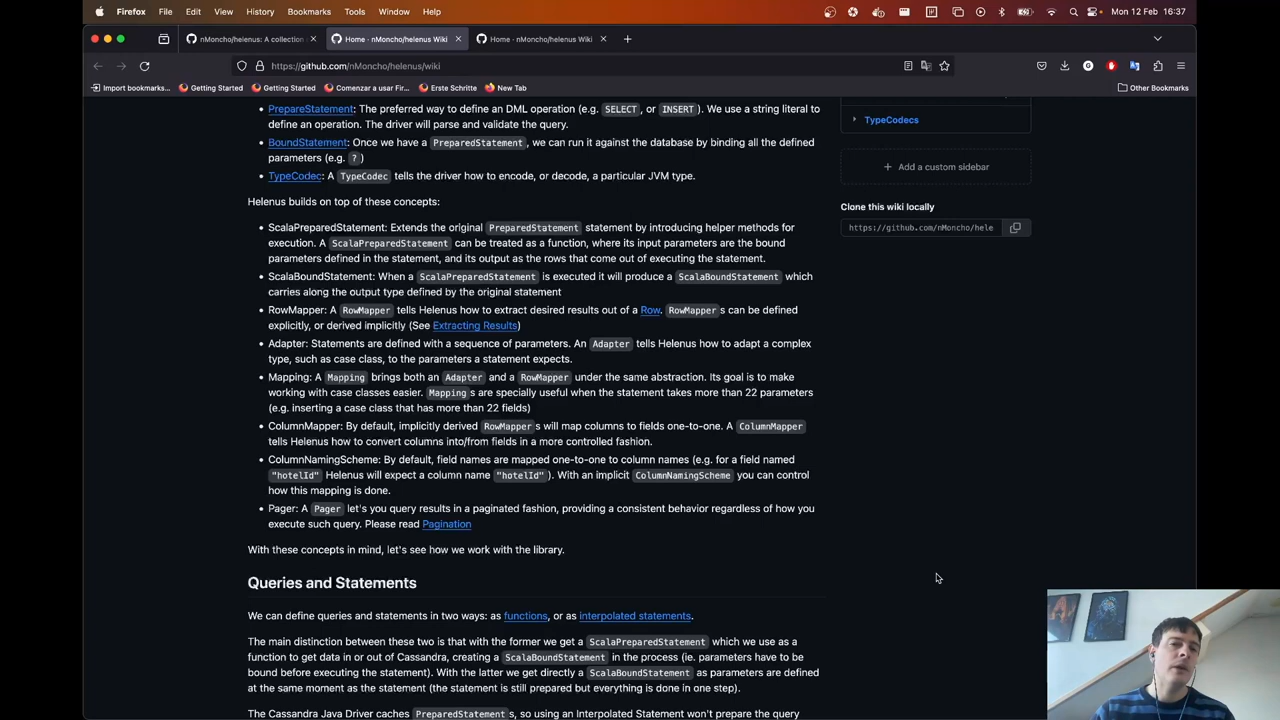 Firefox File Edit View History Bookmarks Tools Window Help Mon 12 Feb 16:37
nMoncho/helenus: A collection Home · nMoncho/helenus Wiki Home · nMoncho/helenus Wiki
https://github.com/nMoncho/helenus/wiki
Import bookmarks... Getting Started Getting Started Comenzar a usar Fir... Erste Schritte New Tab Other Bookmarks
PrepareStatement: The preferred way to define an DML operation (e.g. SELECT, or INSERT). We use a string literal to
define an operation. The driver will parse and validate the query.
BoundStatement: Once we have a PreparedStatement, we can run it against the database by binding all the defined
parameters (e.g. ?)
TypeCodec: A TypeCodec tells the driver how to encode, or decode, a particular JVM type.
Helenus builds on top of these concepts:
ScalaPreparedStatement: Extends the original PreparedStatement statement by introducing helper methods for
execution. A ScalaPreparedStatement can be treated as a function, where its input parameters are the bound
parameters defined in the statement, and its output as the rows that come out of executing the statement.
ScalaBoundStatement: When a ScalaPreparedStatement is executed it will produce a ScalaBoundStatement which
carries along the output type defined by the original statement
RowMapper: A RowMapper tells Helenus how to extract desired results out of a Row. RowMapper s can be defined
explicitly, or derived implicitly (See Extracting Results)
Adapter: Statements are defined with a sequence of parameters. An Adapter tells Helenus how to adapt a complex
type, such as case class, to the parameters a statement expects.
Mapping: A Mapping brings both an Adapter and a RowMapper under the same abstraction. Its goal is to make
working with case classes easier. Mapping s are specially useful when the statement takes more than 22 parameters
(e.g. inserting a case class that has more than 22 fields)
ColumnMapper: By default, implicitly derived RowMapper s will map columns to fields one-to-one. A ColumnMapper
tells Helenus how to convert columns into/from fields in a more controlled fashion.
ColumnNamingScheme: By default, field names are mapped one-to-one to column names (e.g. for a field named
"hotelId" Helenus will expect a column name "hotelId"). With an implicit ColumnNamingScheme you can control
how this mapping is done.
Pager: A Pager let's you query results in a paginated fashion, providing a consistent behavior regardless of how you
execute such query. Please read Pagination
With these concepts in mind, let's see how we work with the library.
Queries and Statements
We can define queries and statements in two ways: as functions, or as interpolated statements.
The main distinction between these two is that with the former we get a ScalaPreparedStatement which we use as a
function to get data in or out of Cassandra, creating a ScalaBoundStatement in the process (ie. parameters have to be
bound before executing the statement). With the latter we get directly a ScalaBoundStatement as parameters are defined
at the same moment as the statement (the statement is still prepared but everything is done in one step).
The Cassandra Java Driver caches PreparedStatement s, so using an Interpolated Statement won't prepare the query
TypeCodecs
Add a custom sidebar
Clone this wiki locally
https://github.com/nMoncho/hele